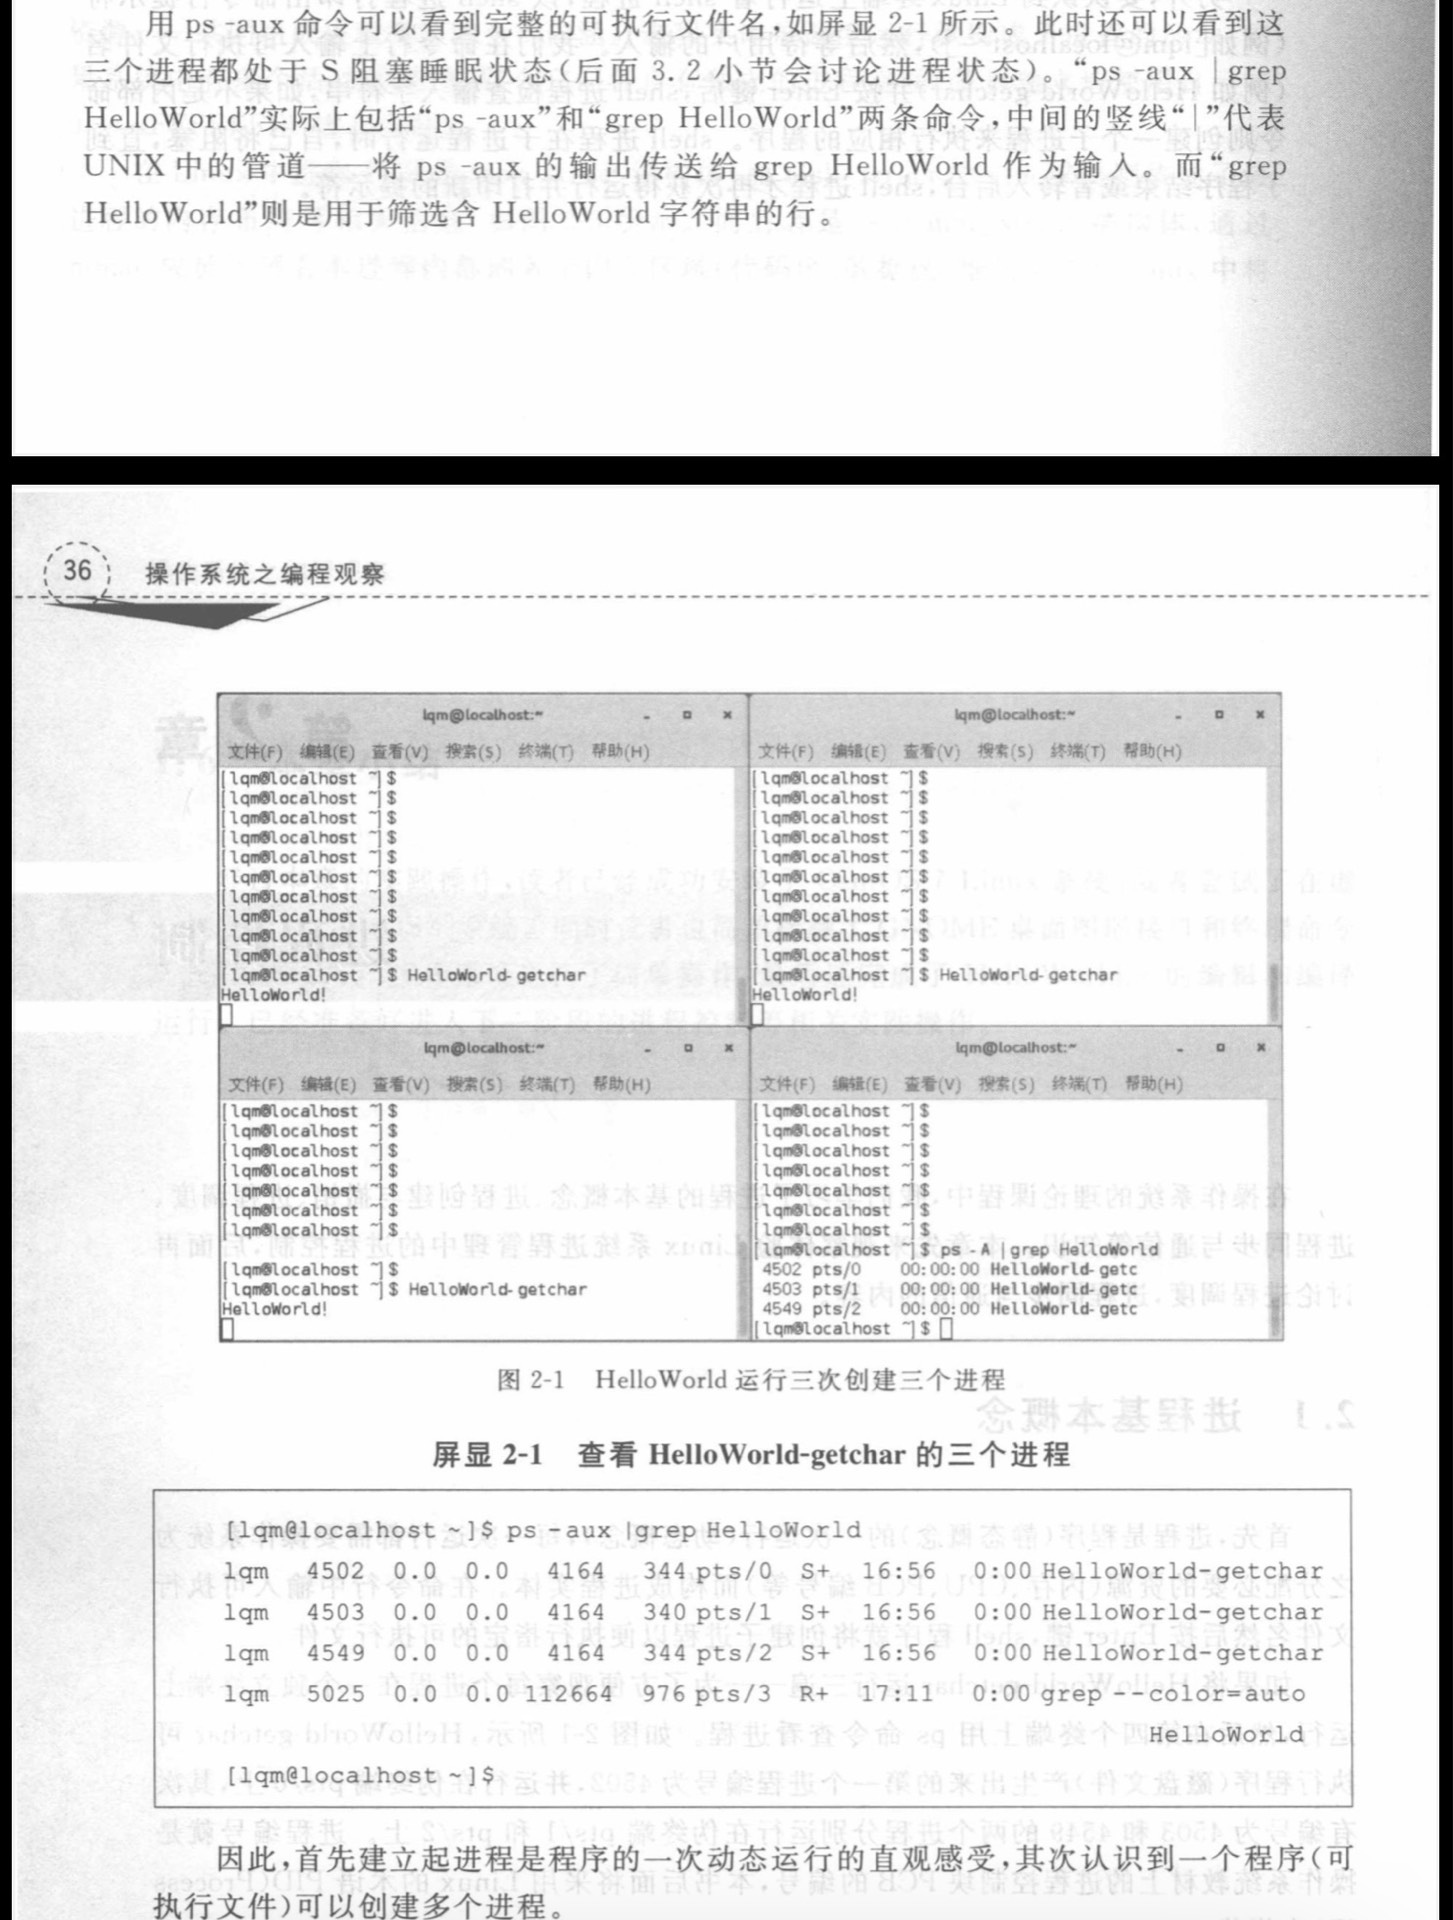 用 ps -aux 命令可以看到完整的可执行文件名,如屏显 2-1 所示。此时还可以看到这
三个进程都处于 S 阻塞睡眠状态(后面 3.2 小节会讨论进程状态)。“ps -aux | grep
HelloWorld”实际上包括“ps -aux”和“grep HelloWorld”两条命令,中间的竖线“|”代表
UNIX 中的管道——将 ps -aux 的输出传送给 grep HelloWorld 作为输入。而“grep
HelloWorld”则是用于筛选含 HelloWorld 字符串的行。
36 操作系统之编程观察
lqm@localhost:~
文件(F) 编辑(E) 查看(V) 搜索(S) 终端(T) 帮助(H)
[lqm@localhost ~]$
[lqm@localhost ~]$
[lqm@localhost ~]$
[lqm@localhost ~]$
[lqm@localhost ~]$
[lqm@localhost ~]$
[lqm@localhost ~]$
[lqm@localhost ~]$
[lqm@localhost ~]$
[lqm@localhost ~]$
[lqm@localhost ~]$ HelloWorld-getchar
HelloWorld!
lqm@localhost:~
文件(F) 编辑(E) 查看(V) 搜索(S) 终端(T) 帮助(H)
[lqm@localhost ~]$
[lqm@localhost ~]$
[lqm@localhost ~]$
[lqm@localhost ~]$
[lqm@localhost ~]$
[lqm@localhost ~]$
[lqm@localhost ~]$
[lqm@localhost ~]$
[lqm@localhost ~]$
[lqm@localhost ~]$
[lqm@localhost ~]$ HelloWorld-getchar
HelloWorld!
lqm@localhost:~
文件(F) 编辑(E) 查看(V) 搜索(S) 终端(T) 帮助(H)
[lqm@localhost ~]$
[lqm@localhost ~]$
[lqm@localhost ~]$
[lqm@localhost ~]$
[lqm@localhost ~]$
[lqm@localhost ~]$
[lqm@localhost ~]$
[lqm@localhost ~]$
[lqm@localhost ~]$ HelloWorld-getchar
HelloWorld!
lqm@localhost:~
文件(F) 编辑(E) 查看(V) 搜索(S) 终端(T) 帮助(H)
[lqm@localhost ~]$
[lqm@localhost ~]$
[lqm@localhost ~]$
[lqm@localhost ~]$
[lqm@localhost ~]$
[lqm@localhost ~]$
[lqm@localhost ~]$
[lqm@localhost ~]$ ps -A |grep HelloWorld
4502 pts/0 00:00:00 HelloWorld-getc
4503 pts/1 00:00:00 HelloWorld-getc
4549 pts/2 00:00:00 HelloWorld-getc
[lqm@localhost ~]$
图 2-1 HelloWorld 运行三次创建三个进程
屏显 2-1 查看 HelloWorld-getchar 的三个进程
[lqm@localhost ~]$ ps -aux |grep HelloWorld
lqm 4502 0.0 0.0 4164 344 pts/0 S+ 16:56 0:00 HelloWorld-getchar
lqm 4503 0.0 0.0 4164 340 pts/1 S+ 16:56 0:00 HelloWorld-getchar
lqm 4549 0.0 0.0 4164 344 pts/2 S+ 16:56 0:00 HelloWorld-getchar
lqm 5025 0.0 0.0 112664 976 pts/3 R+ 17:11 0:00 grep --color=auto
HelloWorld
[lqm@localhost ~]$
因此,首先建立起进程是程序的一次动态运行的直观感受,其次认识到一个程序(可
执行文件)可以创建多个进程。